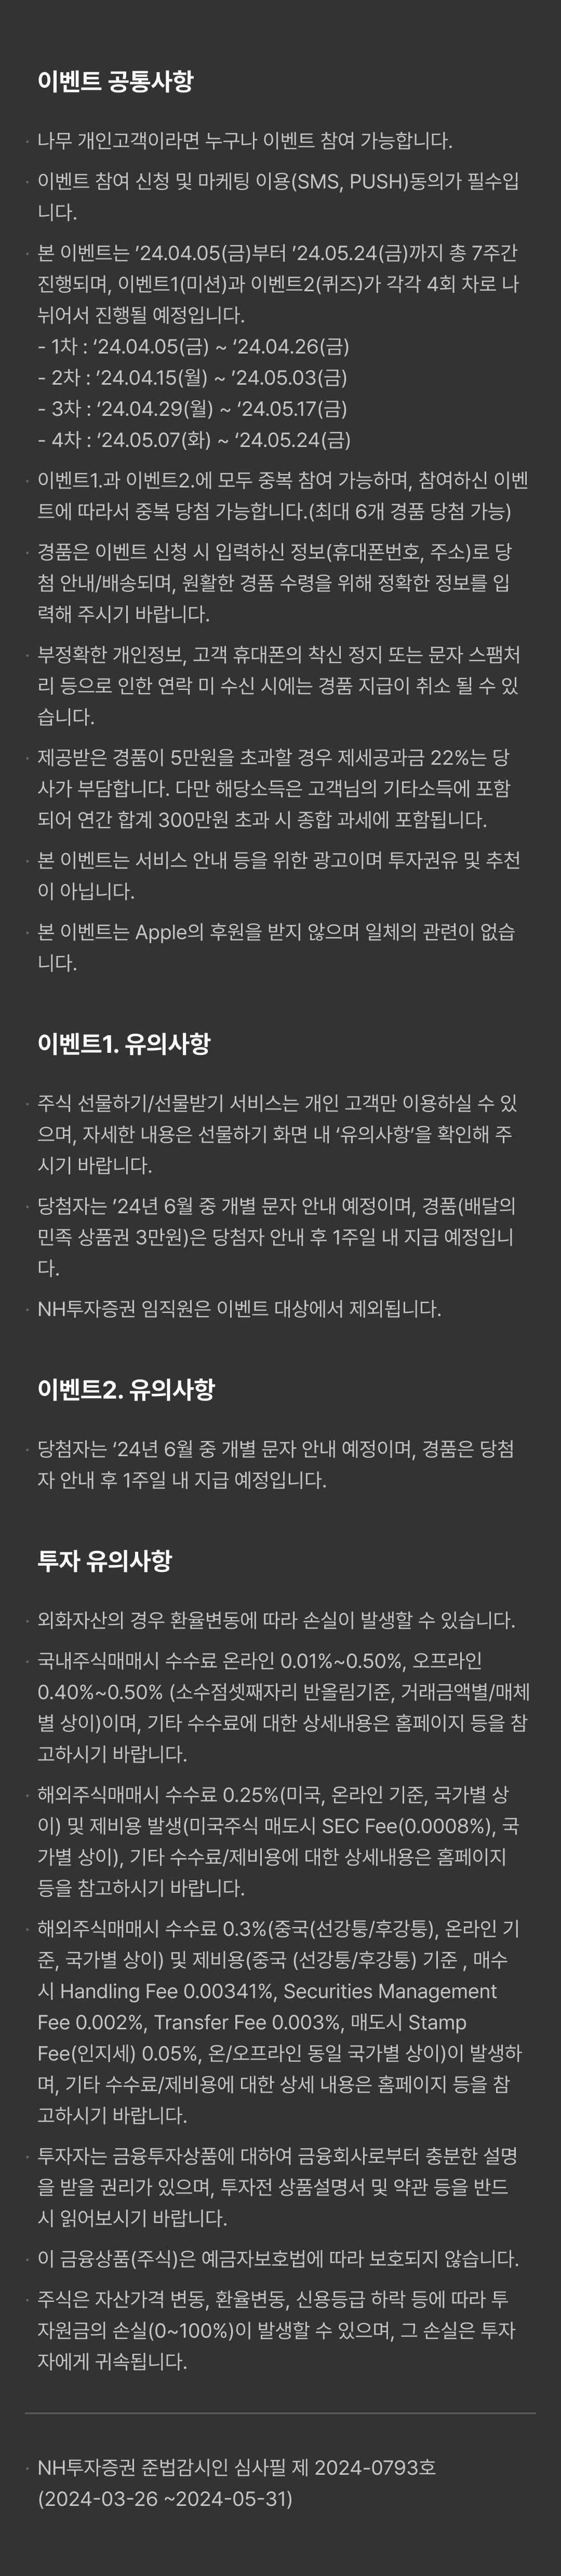 이벤트 공통사항
· 나무 개인고객이라면 누구나 이벤트 참여 가능합니다.
· 이벤트 참여 신청 및 마케팅 이용(SMS, PUSH)동의가 필수입
니다.
· 본 이벤트는 ’24.04.05(금)부터 ’24.05.24(금)까지 총 7주간
진행되며, 이벤트1(미션)과 이벤트2(퀴즈)가 각각 4회 차로 나
뉘어서 진행될 예정입니다.
- 1차 : ‘24.04.05(금) ~ ‘24.04.26(금)
- 2차 : ’24.04.15(월) ~ ’24.05.03(금)
- 3차 : ‘24.04.29(월) ~ ‘24.05.17(금)
- 4차 : ‘24.05.07(화) ~ ‘24.05.24(금)
· 이벤트1.과 이벤트2.에 모두 중복 참여 가능하며, 참여하신 이벤
트에 따라서 중복 당첨 가능합니다.(최대 6개 경품 당첨 가능)
· 경품은 이벤트 신청 시 입력하신 정보(휴대폰번호, 주소)로 당
첨 안내/배송되며, 원활한 경품 수령을 위해 정확한 정보를 입
력해 주시기 바랍니다.
· 부정확한 개인정보, 고객 휴대폰의 착신 정지 또는 문자 스팸처
리 등으로 인한 연락 미 수신 시에는 경품 지급이 취소 될 수 있
습니다.
· 제공받은 경품이 5만원을 초과할 경우 제세공과금 22%는 당
사가 부담합니다. 다만 해당소득은 고객님의 기타소득에 포함
되어 연간 합계 300만원 초과 시 종합 과세에 포함됩니다.
· 본 이벤트는 서비스 안내 등을 위한 광고이며 투자권유 및 추천
이 아닙니다.
· 본 이벤트는 Apple의 후원을 받지 않으며 일체의 관련이 없습
니다.
이벤트1. 유의사항
· 주식 선물하기/선물받기 서비스는 개인 고객만 이용하실 수 있
으며, 자세한 내용은 선물하기 화면 내 ‘유의사항’을 확인해 주
시기 바랍니다.
· 당첨자는 ’24년 6월 중 개별 문자 안내 예정이며, 경품(배달의
민족 상품권 3만원)은 당첨자 안내 후 1주일 내 지급 예정입니
다.
· NH투자증권 임직원은 이벤트 대상에서 제외됩니다.
이벤트2. 유의사항
· 당첨자는 ‘24년 6월 중 개별 문자 안내 예정이며, 경품은 당첨
자 안내 후 1주일 내 지급 예정입니다.
투자 유의사항
· 외화자산의 경우 환율변동에 따라 손실이 발생할 수 있습니다.
· 국내주식매매시 수수료 온라인 0.01%~0.50%, 오프라인
0.40%~0.50% (소수점셋째자리 반올림기준, 거래금액별/매체
별 상이)이며, 기타 수수료에 대한 상세내용은 홈페이지 등을 참
고하시기 바랍니다.
· 해외주식매매시 수수료 0.25%(미국, 온라인 기준, 국가별 상
이) 및 제비용 발생(미국주식 매도시 SEC Fee(0.0008%), 국
가별 상이), 기타 수수료/제비용에 대한 상세내용은 홈페이지
등을 참고하시기 바랍니다.
· 해외주식매매시 수수료 0.3%(중국(선강퉁/후강퉁), 온라인 기
준, 국가별 상이) 및 제비용(중국 (선강퉁/후강퉁) 기준 , 매수
시 Handling Fee 0.00341%, Securities Management
Fee 0.002%, Transfer Fee 0.003%, 매도시 Stamp
Fee(인지세) 0.05%, 온/오프라인 동일 국가별 상이)이 발생하
며, 기타 수수료/제비용에 대한 상세 내용은 홈페이지 등을 참
고하시기 바랍니다.
· 투자자는 금융투자상품에 대하여 금융회사로부터 충분한 설명
을 받을 권리가 있으며, 투자전 상품설명서 및 약관 등을 반드
시 읽어보시기 바랍니다.
· 이 금융상품(주식)은 예금자보호법에 따라 보호되지 않습니다.
· 주식은 자산가격 변동, 환율변동, 신용등급 하락 등에 따라 투
자원금의 손실(0~100%)이 발생할 수 있으며, 그 손실은 투자
자에게 귀속됩니다.
· NH투자증권 준법감시인 심사필 제 2024-0793호
(2024-03-26 ~2024-05-31)